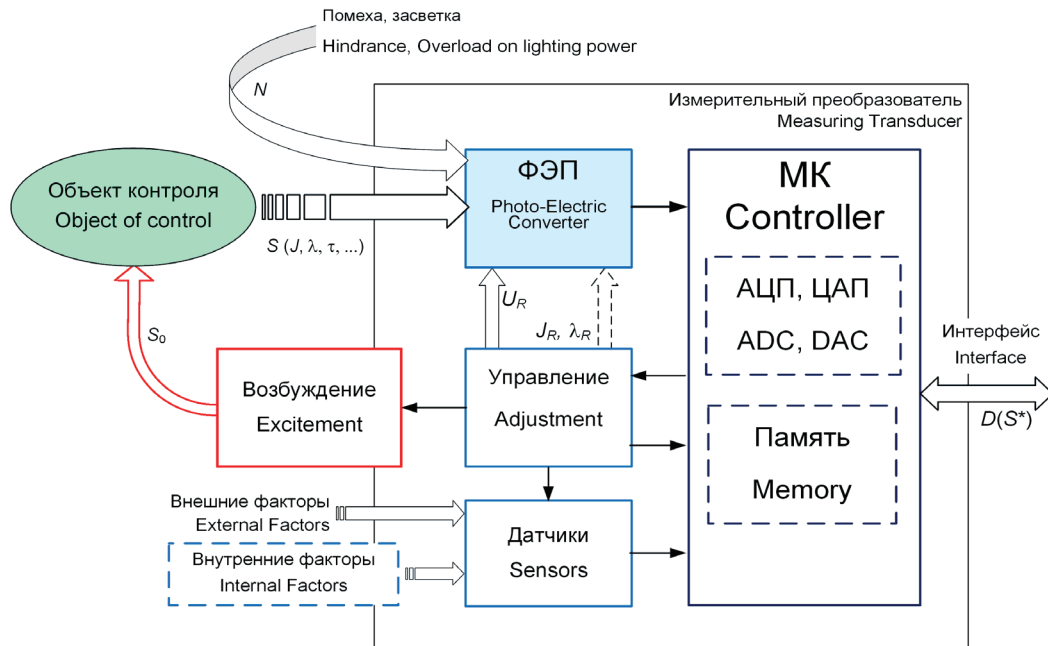 Помеха, засветка
Hindrance, Overload on lighting power
N
Измерительный преобразователь
Measuring Transducer
Объект контроля
Object of control
S (J, λ, τ, ...)
ФЭП
Photo-Electric
Converter
МК
Controller
АЦП, ЦАП
ADC, DAC
U_R
J_R, λ_R
S₀
Возбуждение
Excitement
Управление
Adjustment
Память
Memory
Интерфейс
Interface
D(S*)
Внешние факторы
External Factors
Внутренние факторы
Internal Factors
Датчики
Sensors